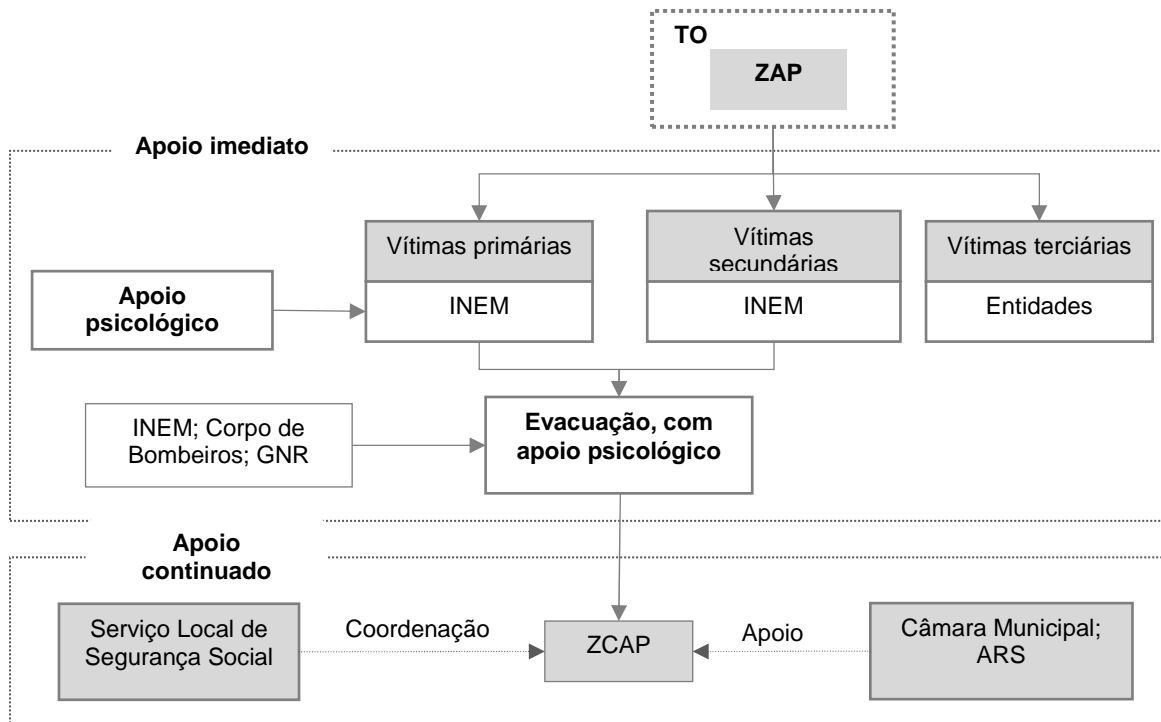 TO
ZAP
Apoio imediato
Vítimas primárias
Vítimas
secundárias
Vítimas terciárias
Apoio
psicológico
INEM
INEM
Entidades
INEM; Corpo de
Bombeiros; GNR
Evacuação, com
apoio psicológico
Apoio
continuado
Serviço Local de
Segurança Social
Coordenação
ZCAP
Apoio
Câmara Municipal;
ARS